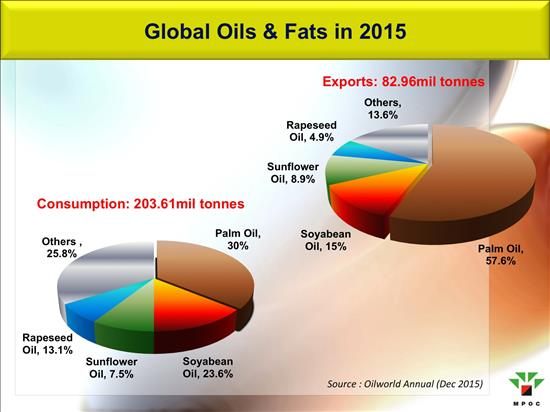 Global Oils & Fats in 2015
Exports: 82.96mil tonnes
Others,
13.6%
Rapeseed
Oil, 4.9%
Sunflower
Oil, 8.9%
Soyabean
Oil, 15%
Palm Oil,
57.6%
Consumption: 203.61mil tonnes
Others ,
25.8%
Palm Oil,
30%
Rapeseed
Oil, 13.1%
Sunflower
Oil, 7.5%
Soyabean
Oil, 23.6%
Source : Oilworld Annual (Dec 2015)
MPOC